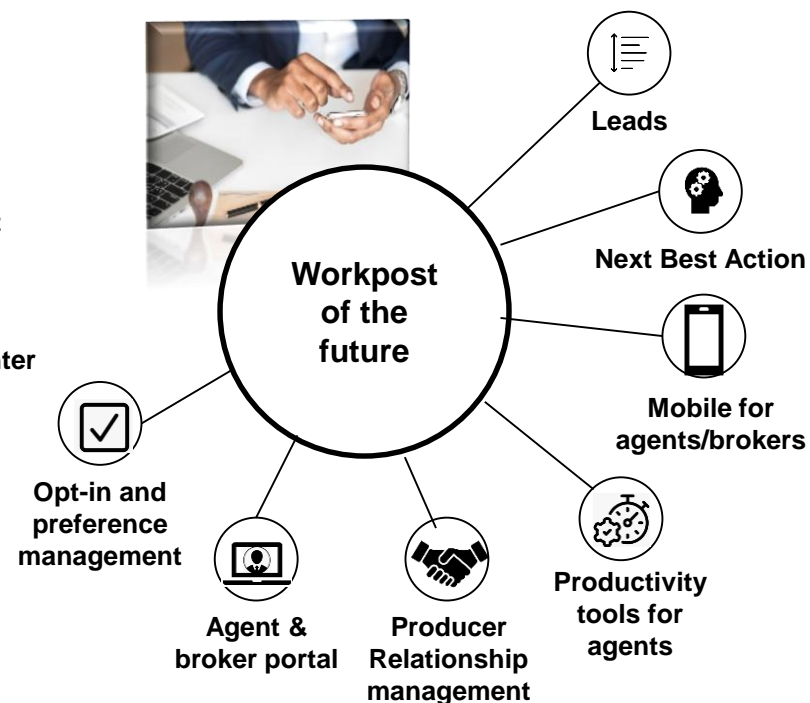 Leads
Next Best Action
Workpost
of the
future
Mobile for
agents/brokers
Opt-in and
preference
management
Productivity
tools for
agents
Agent &
broker portal
Producer
Relationship
management